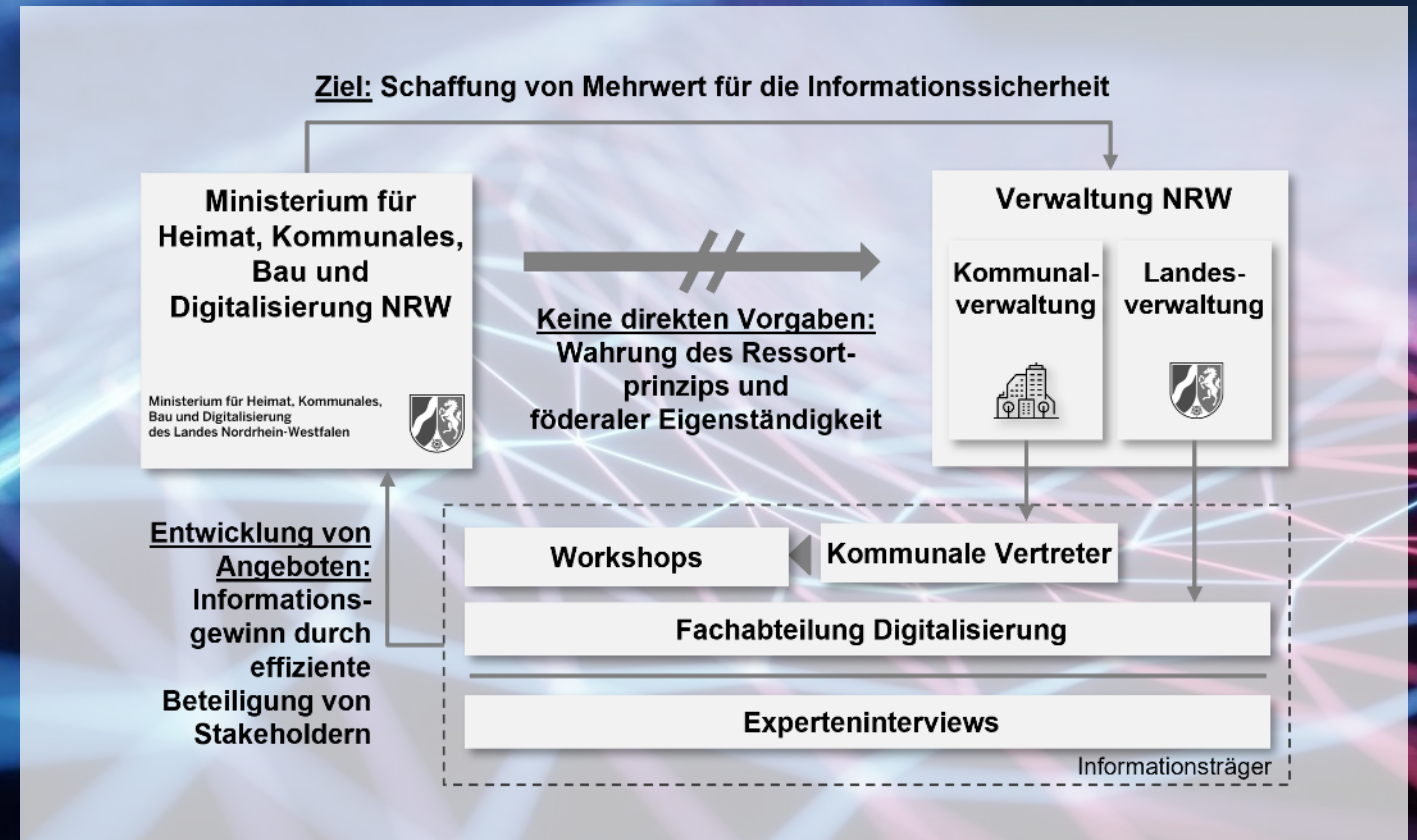 Ziel: Schaffung von Mehrwert für die Informationssicherheit
Ministerium für
Heimat, Kommunales,
Bau und
Digitalisierung NRW
Ministerium für Heimat, Kommunales,
Bau und Digitalisierung
des Landes Nordrhein-Westfalen
Keine direkten Vorgaben:
Wahrung des Ressort-
prinzips und
föderaler Eigenständigkeit
Verwaltung NRW
Kommunal-
verwaltung
Landes-
verwaltung
Entwicklung von
Angeboten:
Informations-
gewinn durch
effiziente
Beteiligung von
Stakeholdern
Workshops
Kommunale Vertreter
Fachabteilung Digitalisierung
Experteninterviews
Informationsträger